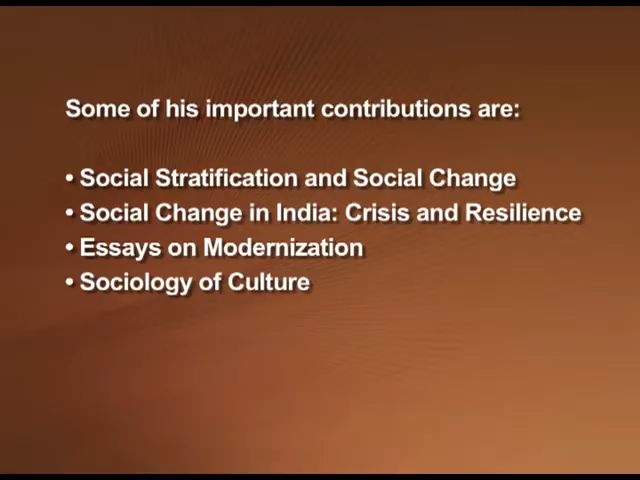 Some of his important contributions are:
• Social Stratification and Social Change
• Social Change in India: Crisis and Resilience
• Essays on Modernization
• Sociology of Culture